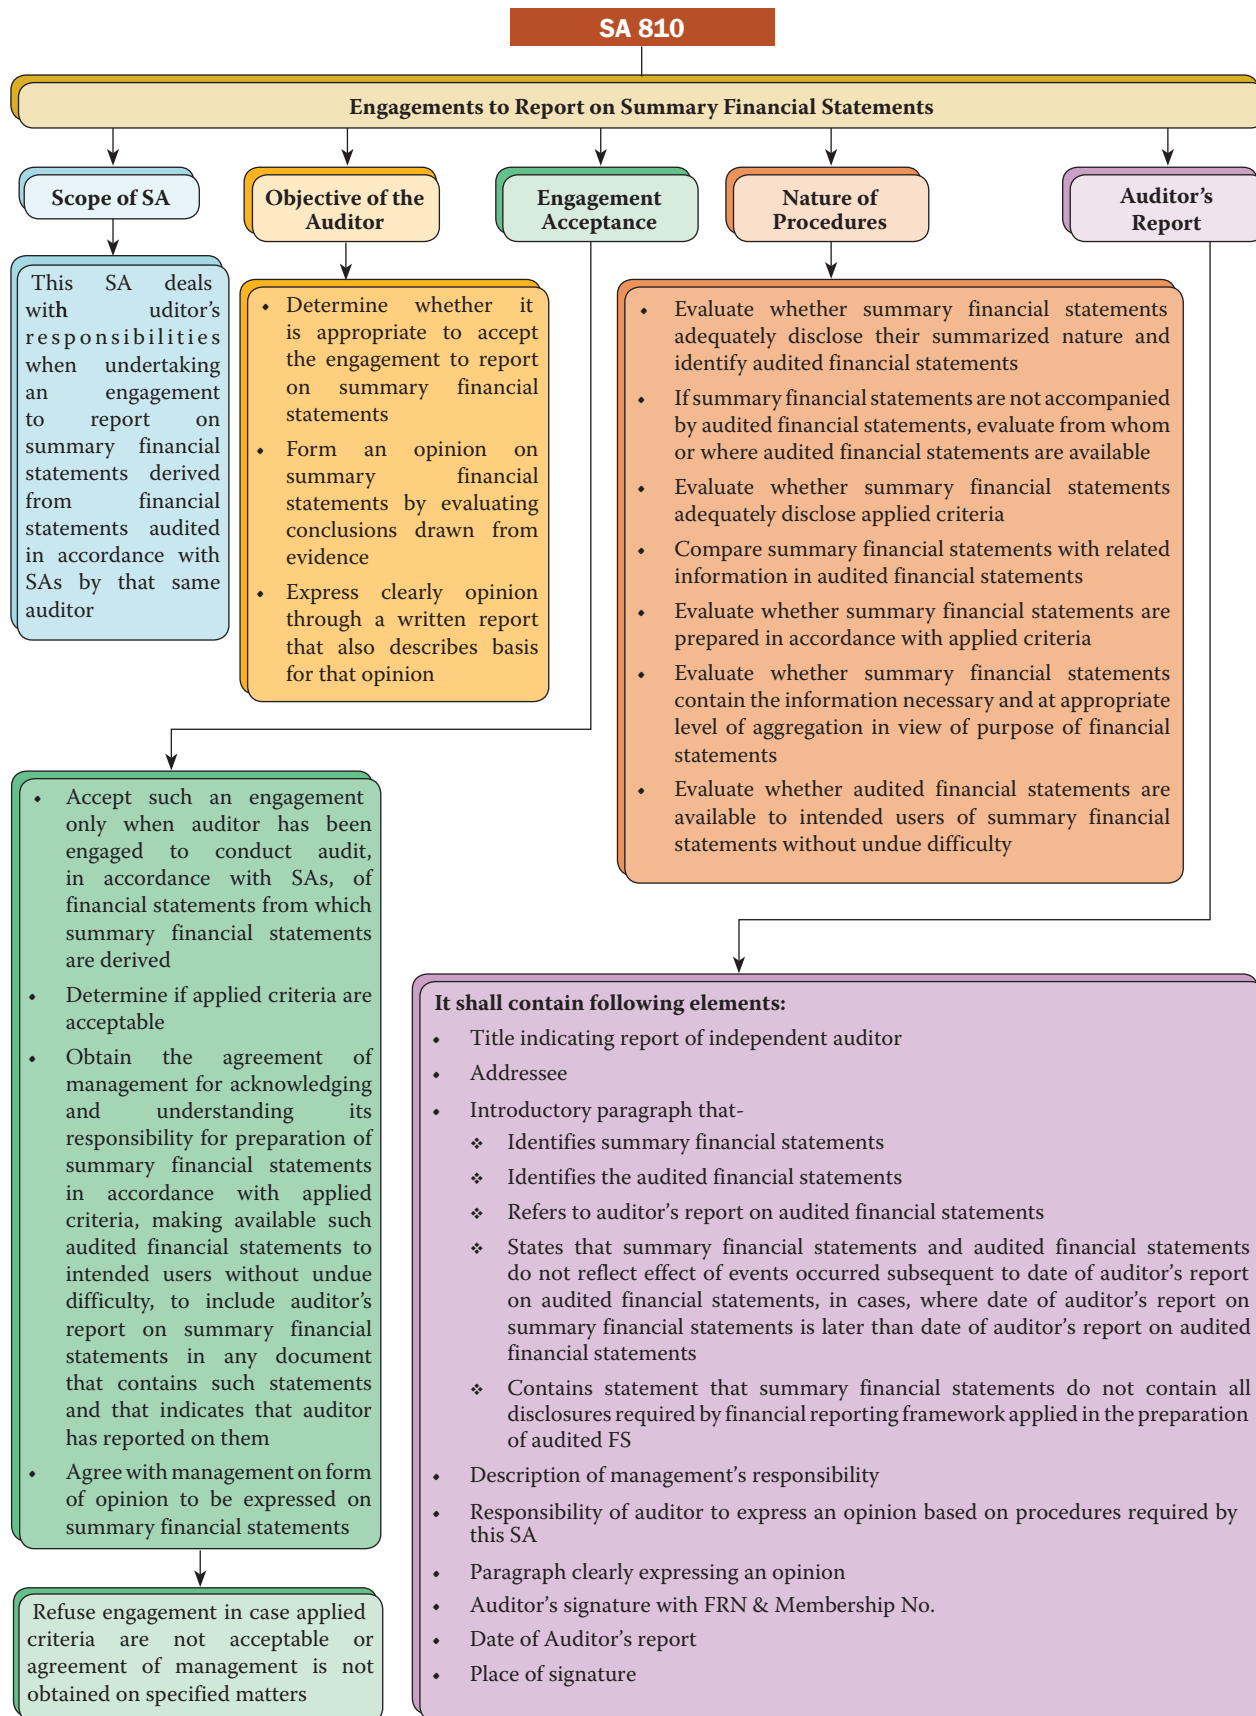 SA 810
Engagements to Report on Summary Financial Statements
Scope of SA
Objective of the
Auditor
Engagement
Acceptance
Nature of
Procedures
Auditor’s
Report
This SA deals
with uditor’s
responsibilities
when undertaking
an engagement
to report on
summary financial
statements derived
from financial
statements audited
in accordance with
SAs by that same
auditor
• Determine whether it
is appropriate to accept
the engagement to report
on summary financial
statements
• Form an opinion on
summary financial
statements by evaluating
conclusions drawn from
evidence
• Express clearly opinion
through a written report
that also describes basis
for that opinion
• Evaluate whether summary financial statements
adequately disclose their summarized nature and
identify audited financial statements
• If summary financial statements are not accompanied
by audited financial statements, evaluate from whom
or where audited financial statements are available
• Evaluate whether summary financial statements
adequately disclose applied criteria
• Compare summary financial statements with related
information in audited financial statements
• Evaluate whether summary financial statements are
prepared in accordance with applied criteria
• Evaluate whether summary financial statements
contain the information necessary and at appropriate
level of aggregation in view of purpose of financial
statements
• Evaluate whether audited financial statements are
available to intended users of summary financial
statements without undue difficulty
• Accept such an engagement
only when auditor has been
engaged to conduct audit,
in accordance with SAs, of
financial statements from which
summary financial statements
are derived
• Determine if applied criteria are
acceptable
• Obtain the agreement of
management for acknowledging
and understanding its
responsibility for preparation of
summary financial statements
in accordance with applied
criteria, making available such
audited financial statements to
intended users without undue
difficulty, to include auditor’s
report on summary financial
statements in any document
that contains such statements
and that indicates that auditor
has reported on them
• Agree with management on form
of opinion to be expressed on
summary financial statements
Refuse engagement in case applied
criteria are not acceptable or
agreement of management is not
obtained on specified matters
It shall contain following elements:
• Title indicating report of independent auditor
• Addressee
• Introductory paragraph that-
❖ Identifies summary financial statements
❖ Identifies the audited financial statements
❖ Refers to auditor’s report on audited financial statements
❖ States that summary financial statements and audited financial statements
do not reflect effect of events occurred subsequent to date of auditor’s report
on audited financial statements, in cases, where date of auditor’s report on
summary financial statements is later than date of auditor’s report on audited
financial statements
❖ Contains statement that summary financial statements do not contain all
disclosures required by financial reporting framework applied in the preparation
of audited FS
• Description of management’s responsibility
• Responsibility of auditor to express an opinion based on procedures required by
this SA
• Paragraph clearly expressing an opinion
• Auditor’s signature with FRN & Membership No.
• Date of Auditor’s report
• Place of signature